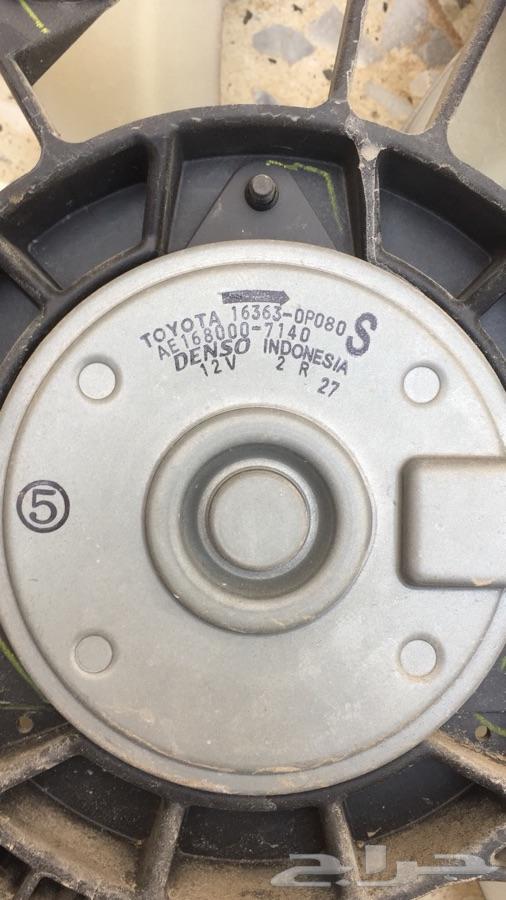 TOYOTA 16363-0P080 S
AE168000-7140
DENSO INDONESIA
12V 2 R 27
5
حراج